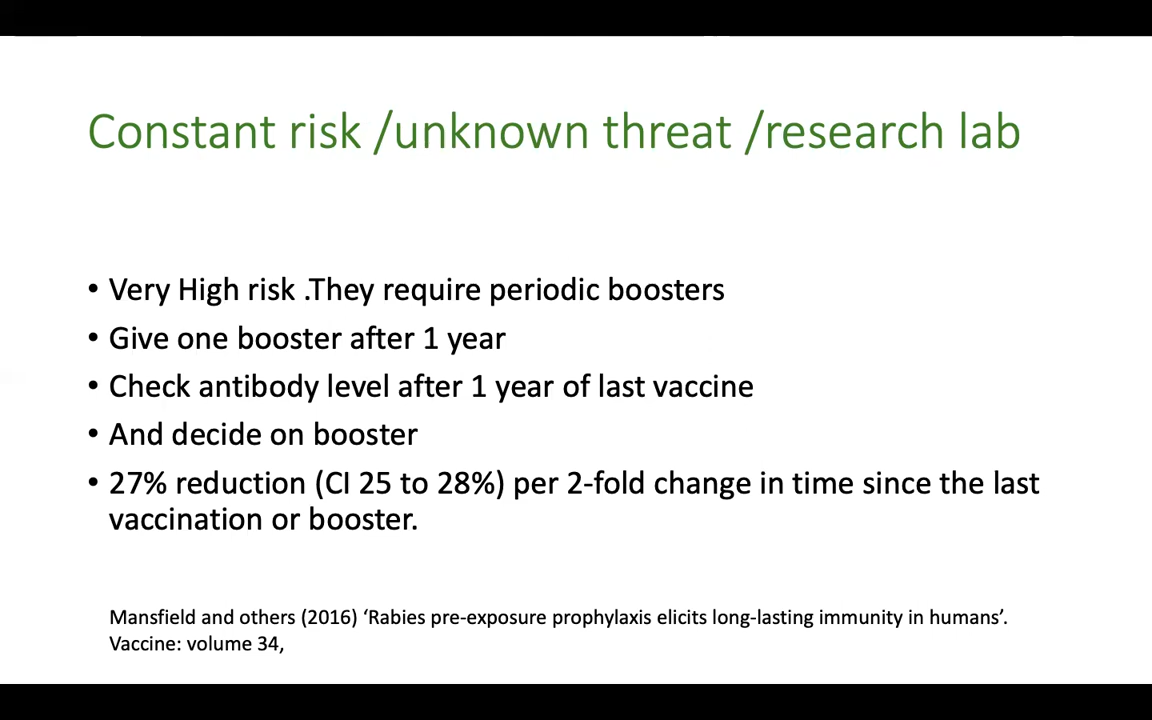 Constant risk /unknown threat /research lab
• Very High risk .They require periodic boosters
• Give one booster after 1 year
• Check antibody level after 1 year of last vaccine
• And decide on booster
• 27% reduction (CI 25 to 28%) per 2-fold change in time since the last
vaccination or booster.
Mansfield and others (2016) ‘Rabies pre-exposure prophylaxis elicits long-lasting immunity in humans’.
Vaccine: volume 34,